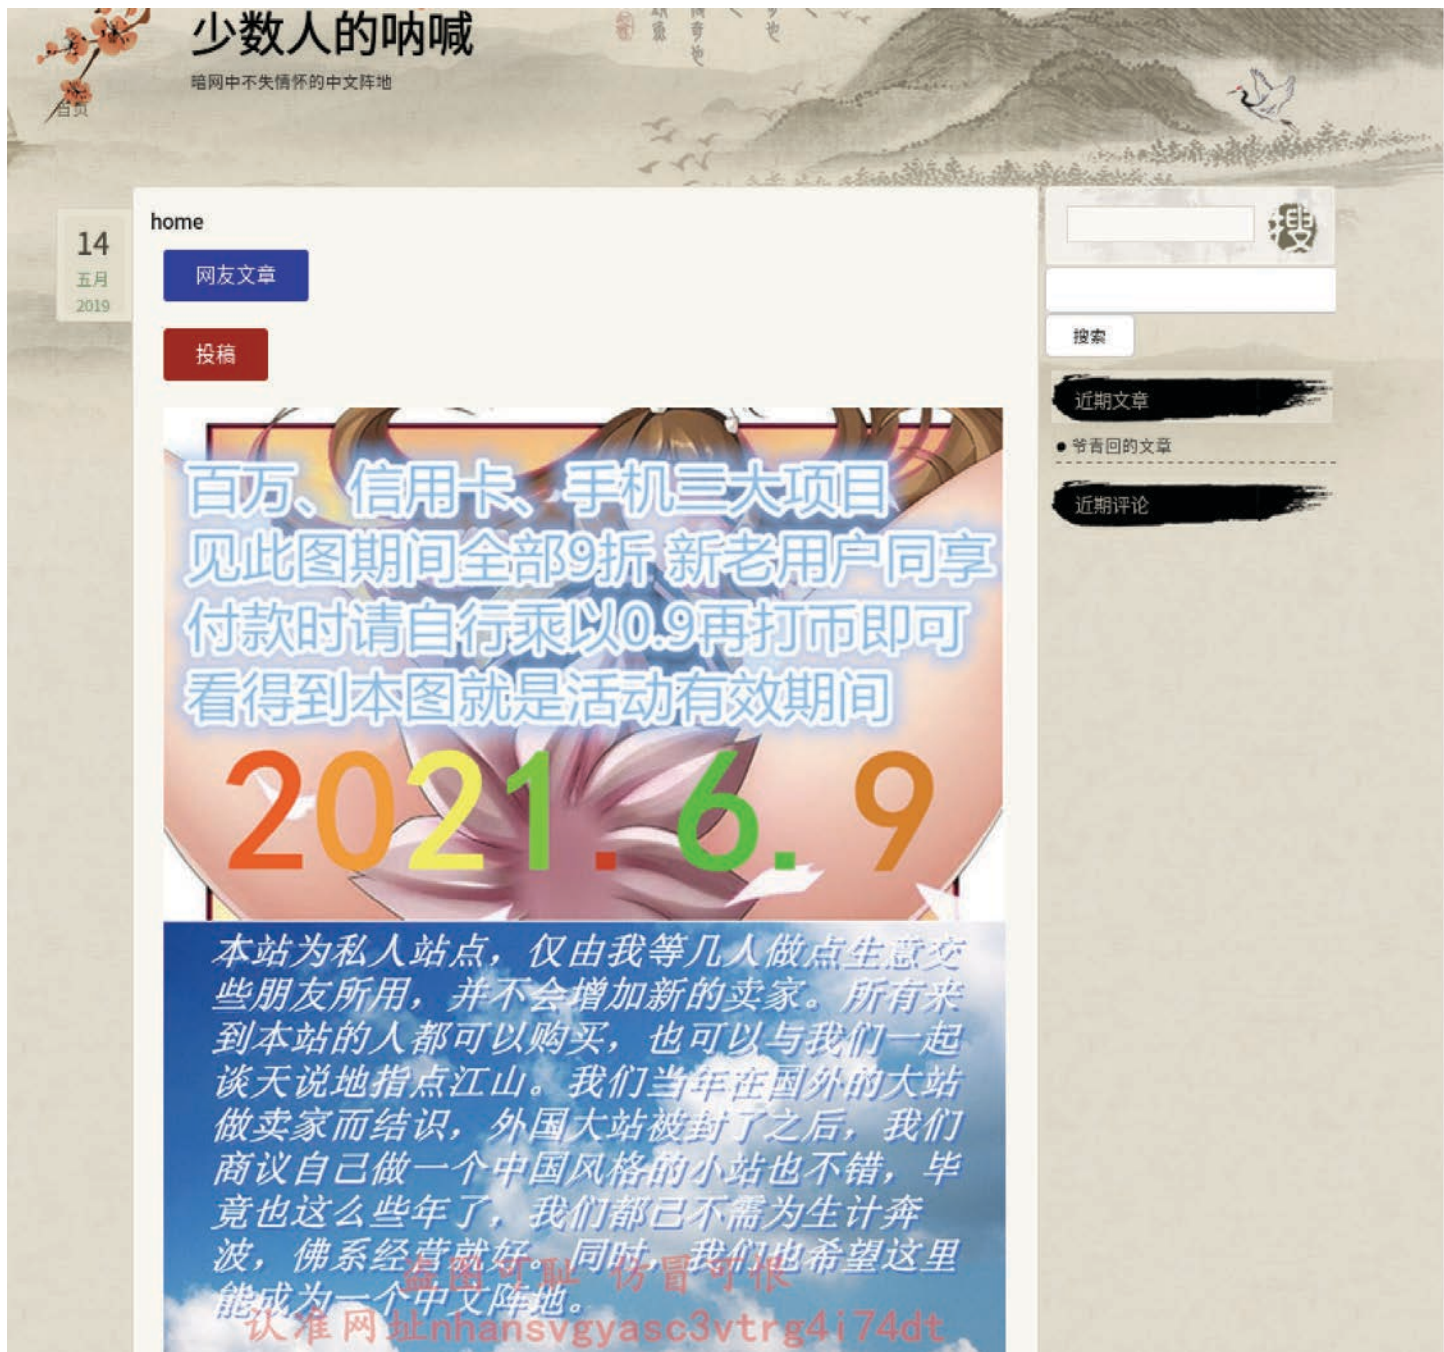 少数人的呐喊
暗网中不失情怀的中文阵地
首页
14
五月
2019
home
网友文章
投稿
百万、信用卡、手机三大项目
见此图期间全部9折 新老用户同享
付款时请自行乘以0.9再打币即可
看得到本图就是活动有效期间
2021.6.9
本站为私人站点，仅由我等几人做点生意交
些朋友所用，并不会增加新的卖家。所有来
到本站的人都可以购买，也可以与我们一起
谈天说地指点江山。我们当年在国外的大站
做卖家而结识，外国大站被封了之后，我们
商议自己做一个中国风格的小站也不错，毕
竟也这么些年了，我们都已不需为生计奔
波，佛系经营就好。同时，我们也希望这里
能成为一个中文阵地。
盗图可耻 仿冒可恨
认准网址nhansvgyasc3vtrg4i74dt
搜
搜索
近期文章
爷青回的文章
近期评论